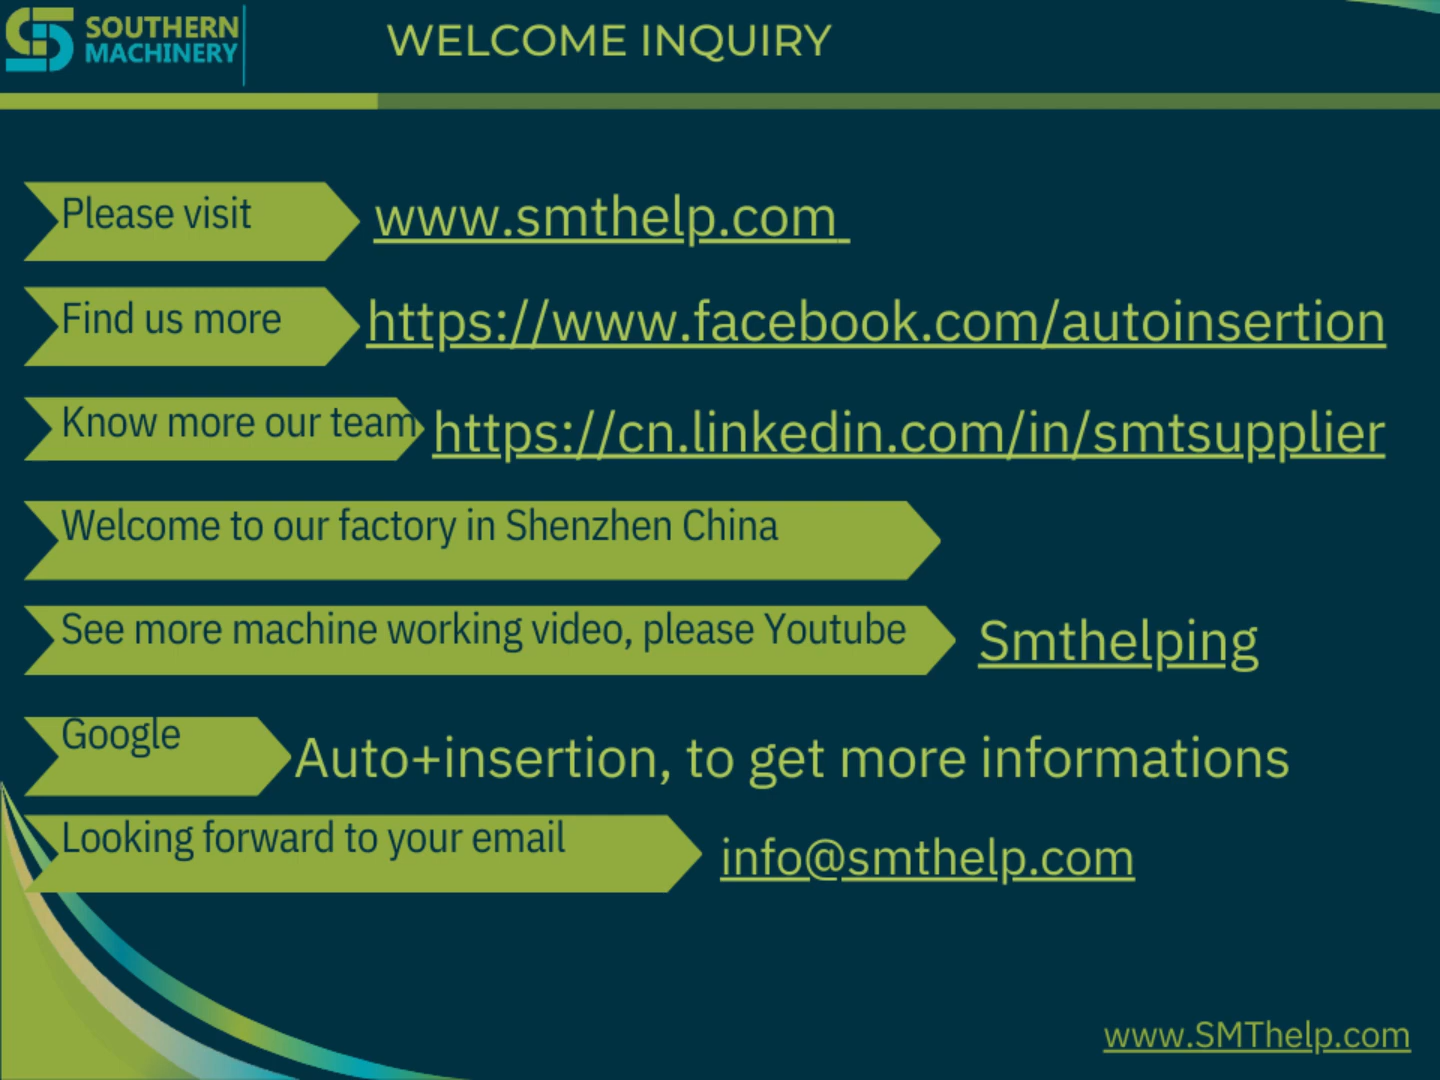 SOUTHERN
MACHINERY
WELCOME INQUIRY
Please visit www.smthelp.com
Find us more https://www.facebook.com/autoinsertion
Know more our team https://cn.linkedin.com/in/smtsupplier
Welcome to our factory in Shenzhen China
See more machine working video, please Youtube Smthelping
Google Auto+insertion, to get more informations
Looking forward to your email info@smthelp.com
www.SMThelp.com